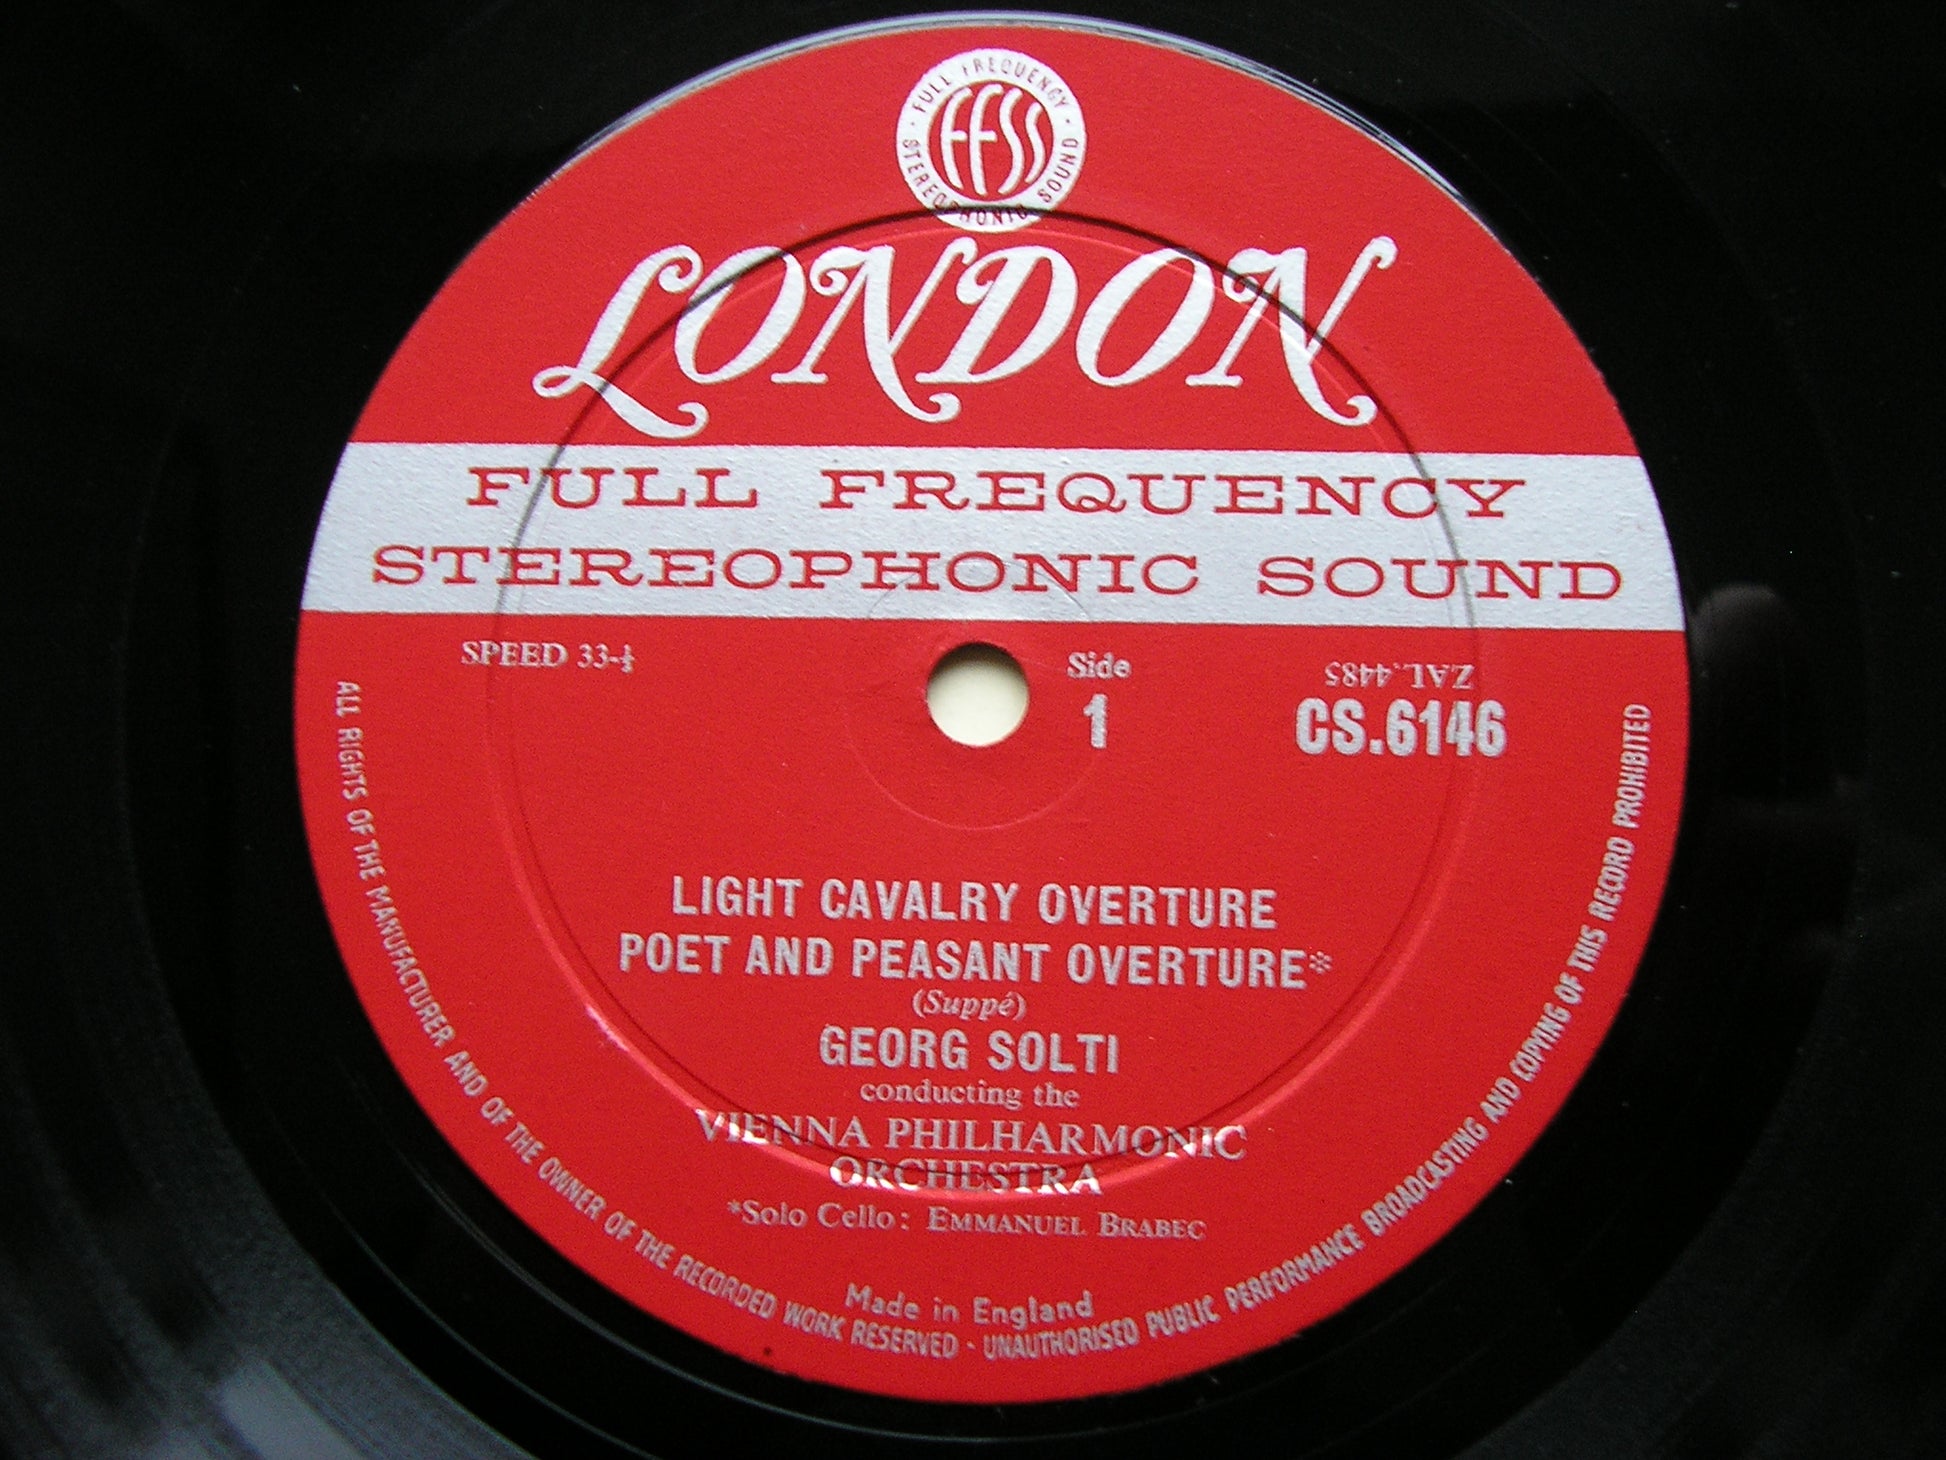 FULL FREQUENCY
STEREOPHONIC SOUND
FFSS
LONDON
FULL FREQUENCY
STEREOPHONIC SOUND
SPEED 33-⅓
Side
1
ZAL.4485
CS.6146
LIGHT CAVALRY OVERTURE
POET AND PEASANT OVERTURE*
(Suppé)
GEORG SOLTI
conducting the
VIENNA PHILHARMONIC
ORCHESTRA
*Solo Cello: EMMANUEL BRABEC
Made in England
ALL RIGHTS OF THE MANUFACTURER AND OF THE OWNER OF THE RECORDED WORK RESERVED · UNAUTHORISED PUBLIC PERFORMANCE BROADCASTING AND COPYING OF THIS RECORD PROHIBITED